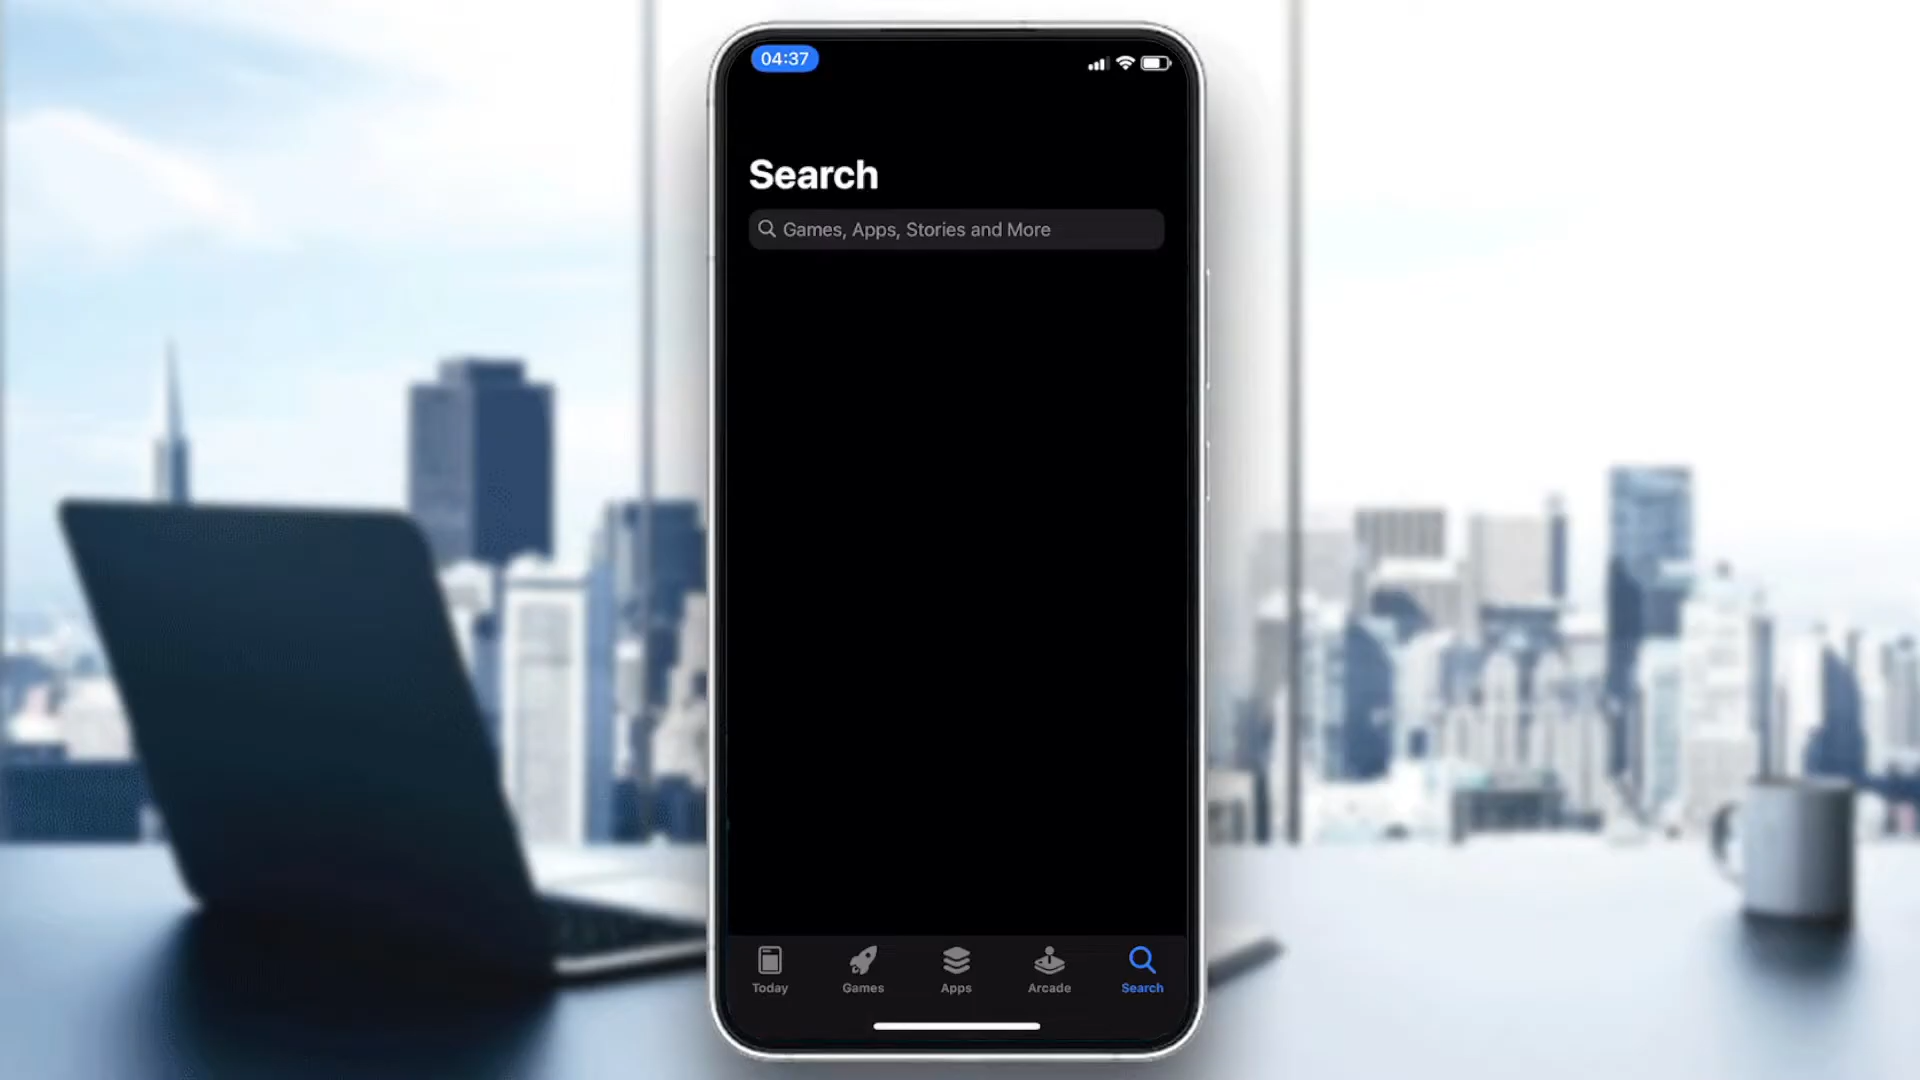 04:37
Search
Games, Apps, Stories and More
Today
Games
Apps
Arcade
Search